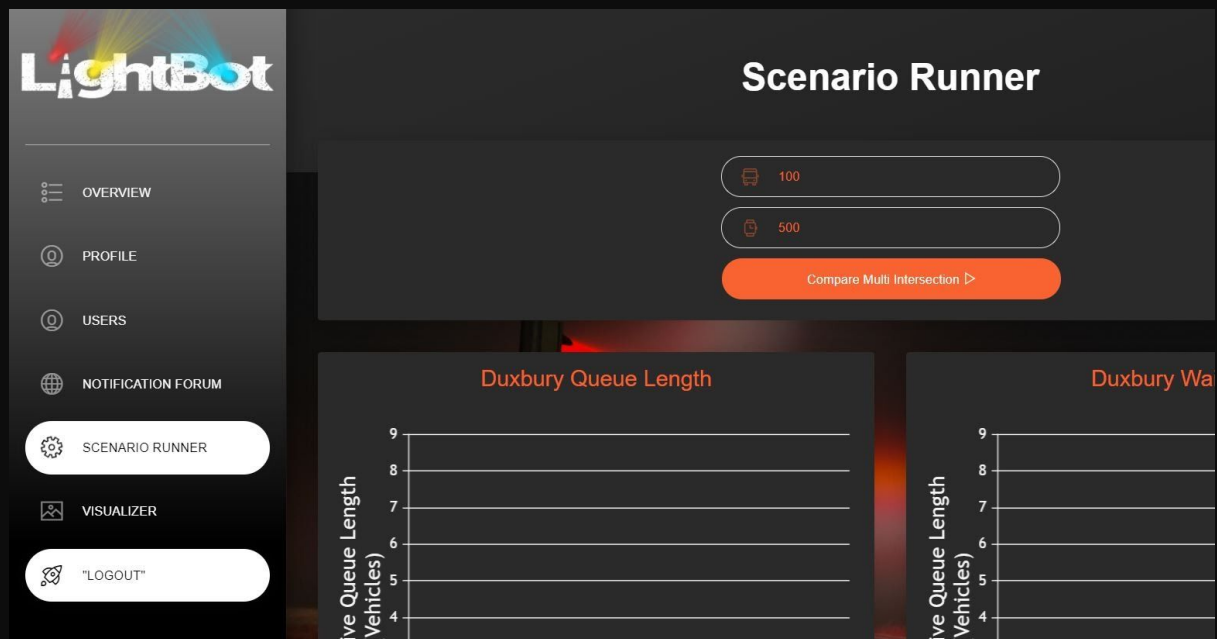 LightBot
OVERVIEW
PROFILE
USERS
NOTIFICATION FORUM
SCENARIO RUNNER
VISUALIZER
"LOGOUT"
Scenario Runner
100
500
Compare Multi Intersection
Duxbury Queue Length
9
8
7
6
5
4
Queue Length
Vehicles)
Duxbury
9
8
7
6
5
4
Queue Length
Vehicles)